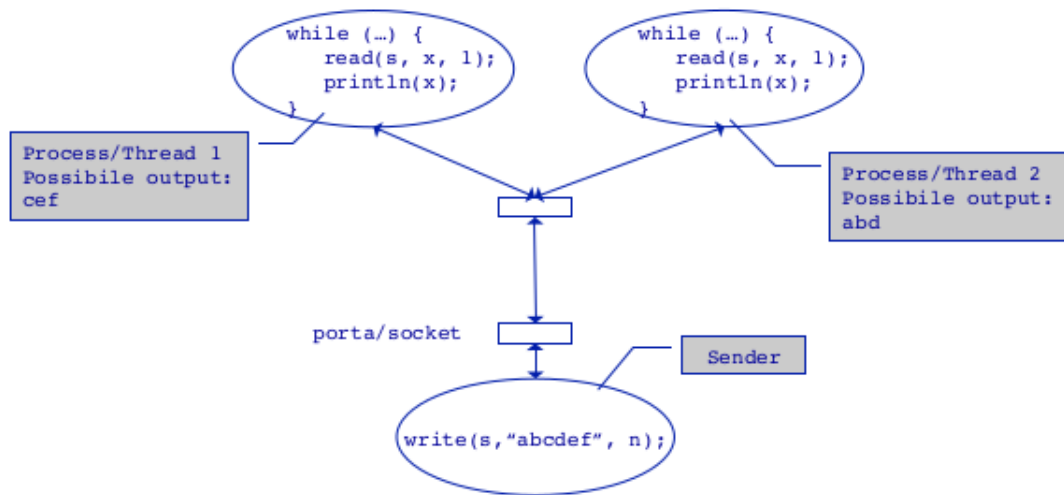 while (…) {
read(s, x, 1);
println(x);
}
while (…) {
read(s, x, 1);
println(x);
}
Process/Thread 1
Possibile output:
cef
Process/Thread 2
Possibile output:
abd
porta/socket
Sender
write(s,“abcdef”, n);